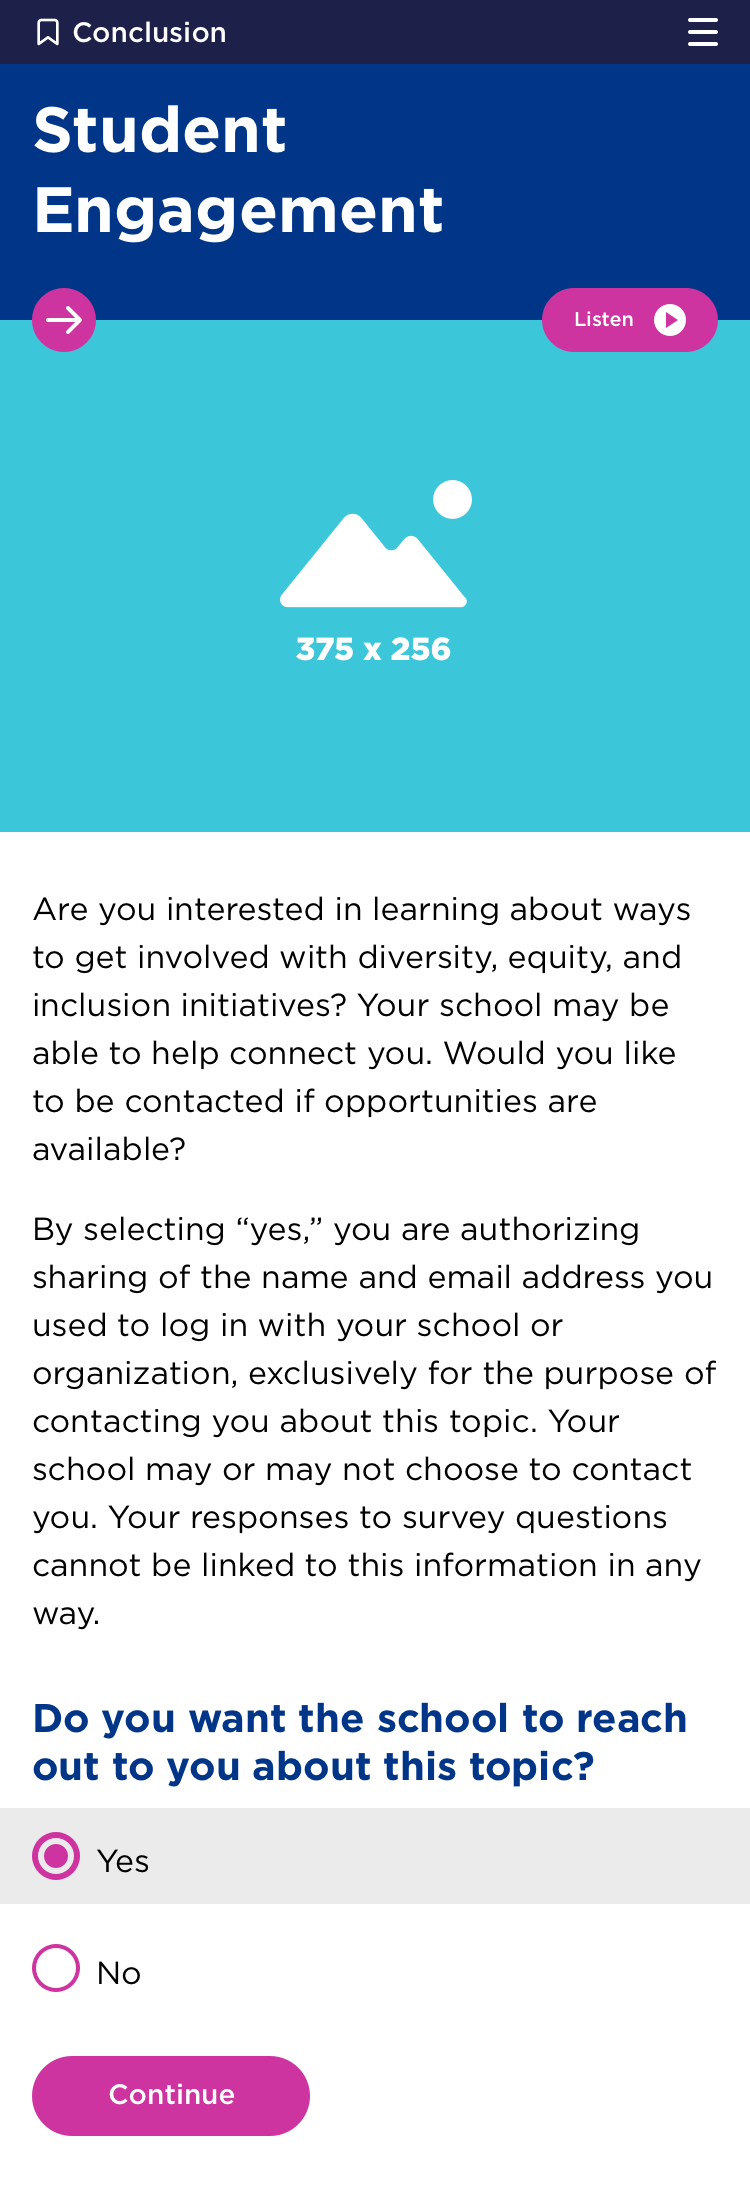 Conclusion
Student
Engagement
Listen
375 x 256
Are you interested in learning about ways
to get involved with diversity, equity, and
inclusion initiatives? Your school may be
able to help connect you. Would you like
to be contacted if opportunities are
available?
By selecting “yes,” you are authorizing
sharing of the name and email address you
used to log in with your school or
organization, exclusively for the purpose of
contacting you about this topic. Your
school may or may not choose to contact
you. Your responses to survey questions
cannot be linked to this information in any
way.
Do you want the school to reach
out to you about this topic?
Yes
No
Continue